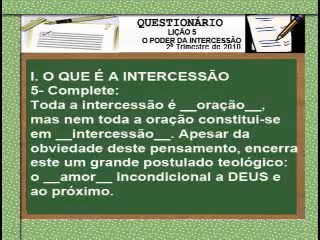 QUESTIONÁRIO
LIÇÃO 5
O PODER DA INTERCESSÃO
2º Trimestre de 2010
I. O QUE É A INTERCESSÃO
5- Complete:
Toda a intercessão é __oração__,
mas nem toda a oração constitui-se
em __intercessão__. Apesar da
obviedade deste pensamento, encerra
este um grande postulado teológico:
o __amor__ Incondicional a DEUS e
ao próximo.